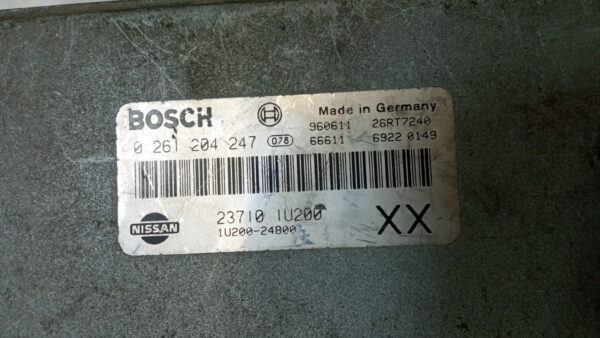 BOSCH Made in Germany
960611 26RT7240
0 261 204 247 078 66611 6922 0149
23710 1U200
NISSAN 1U200-24800 XX